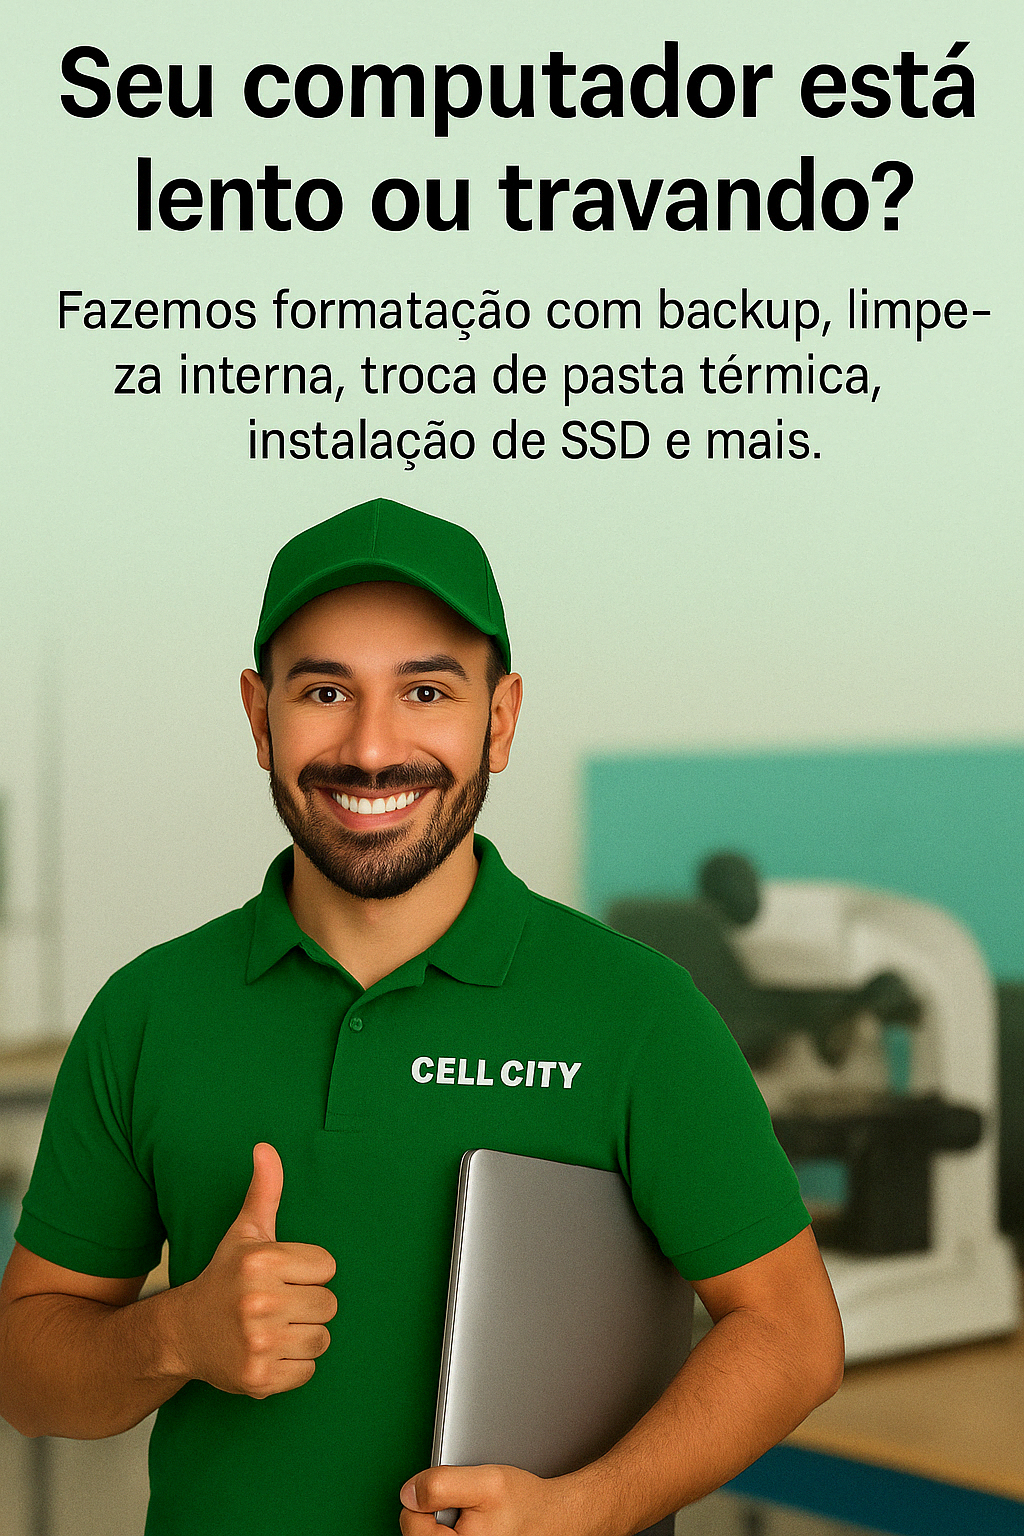 Seu computador está
lento ou travando?
Fazemos formatação com backup, limpe-
za interna, troca de pasta térmica,
instalação de SSD e mais.
CELL CITY